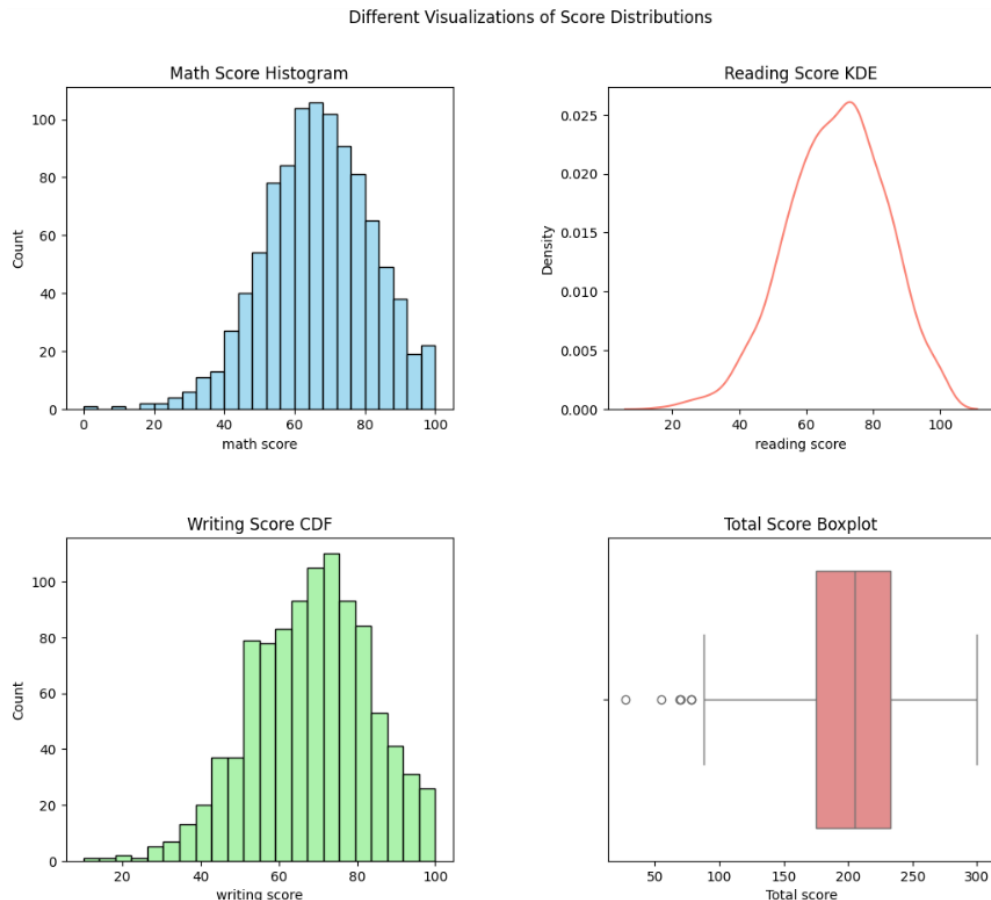 Different Visualizations of Score Distributions
Math Score Histogram
Count
100
80
60
40
20
0
0 20 40 60 80 100
math score
Reading Score KDE
Density
0.025
0.020
0.015
0.010
0.005
0.000
20 40 60 80 100
reading score
Writing Score CDF
Count
100
80
60
40
20
0
20 40 60 80 100
writing score
Total Score Boxplot
50 100 150 200 250 300
Total score